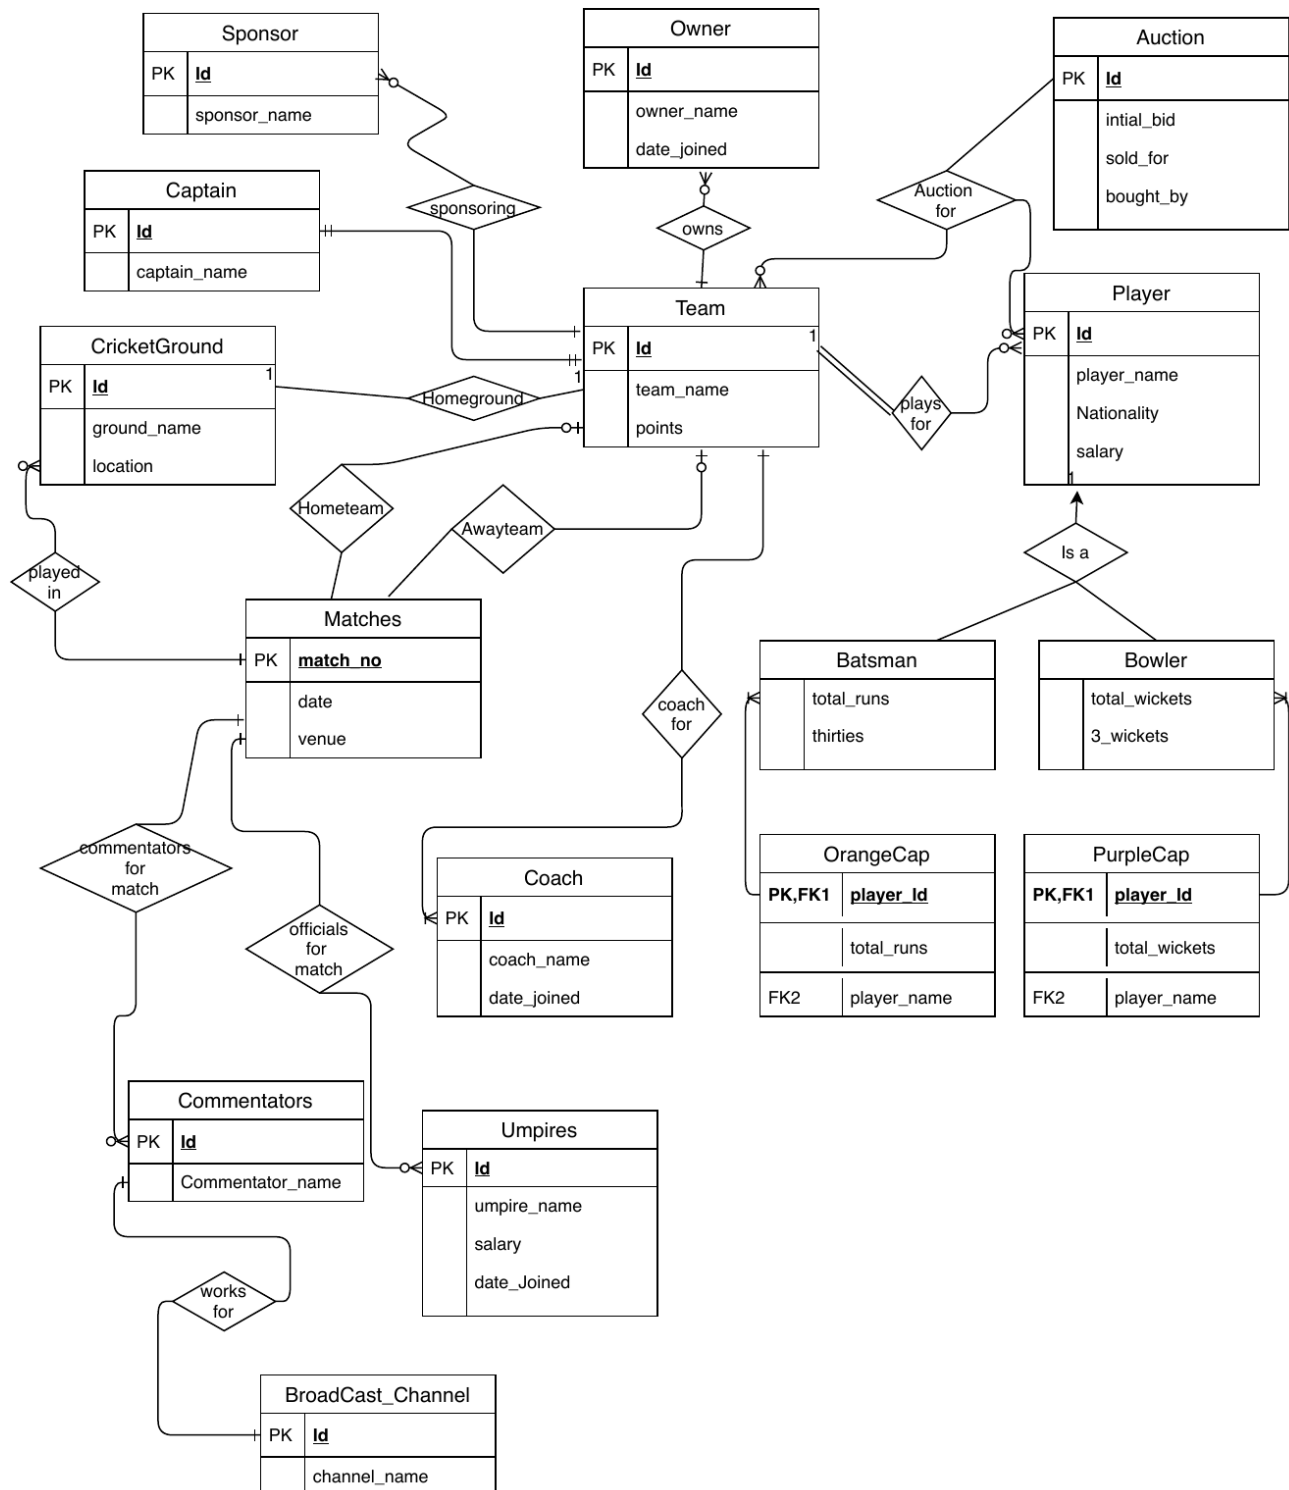 Sponsor
PK Id
sponsor_name
Owner
PK Id
owner_name
date_joined
Auction
PK Id
intial_bid
sold_for
bought_by
Captain
PK Id
captain_name
sponsoring
owns
Auction
for
CricketGround
PK Id
1
ground_name
location
Homeground
Team
PK Id
1
1
team_name
points
plays
for
Player
PK Id
player_name
Nationality
salary
1
Hometeam
Awayteam
Is a
played
in
Matches
PK match_no
date
venue
coach
for
Batsman
total_runs
thirties
Bowler
total_wickets
3_wickets
commentators
for
match
officials
for
match
Coach
PK Id
coach_name
date_joined
OrangeCap
PK,FK1 player_Id
total_runs
FK2 player_name
PurpleCap
PK,FK1 player_Id
total_wickets
FK2 player_name
Commentators
PK Id
Commentator_name
Umpires
PK Id
umpire_name
salary
date_Joined
works
for
BroadCast_Channel
PK Id
channel_name